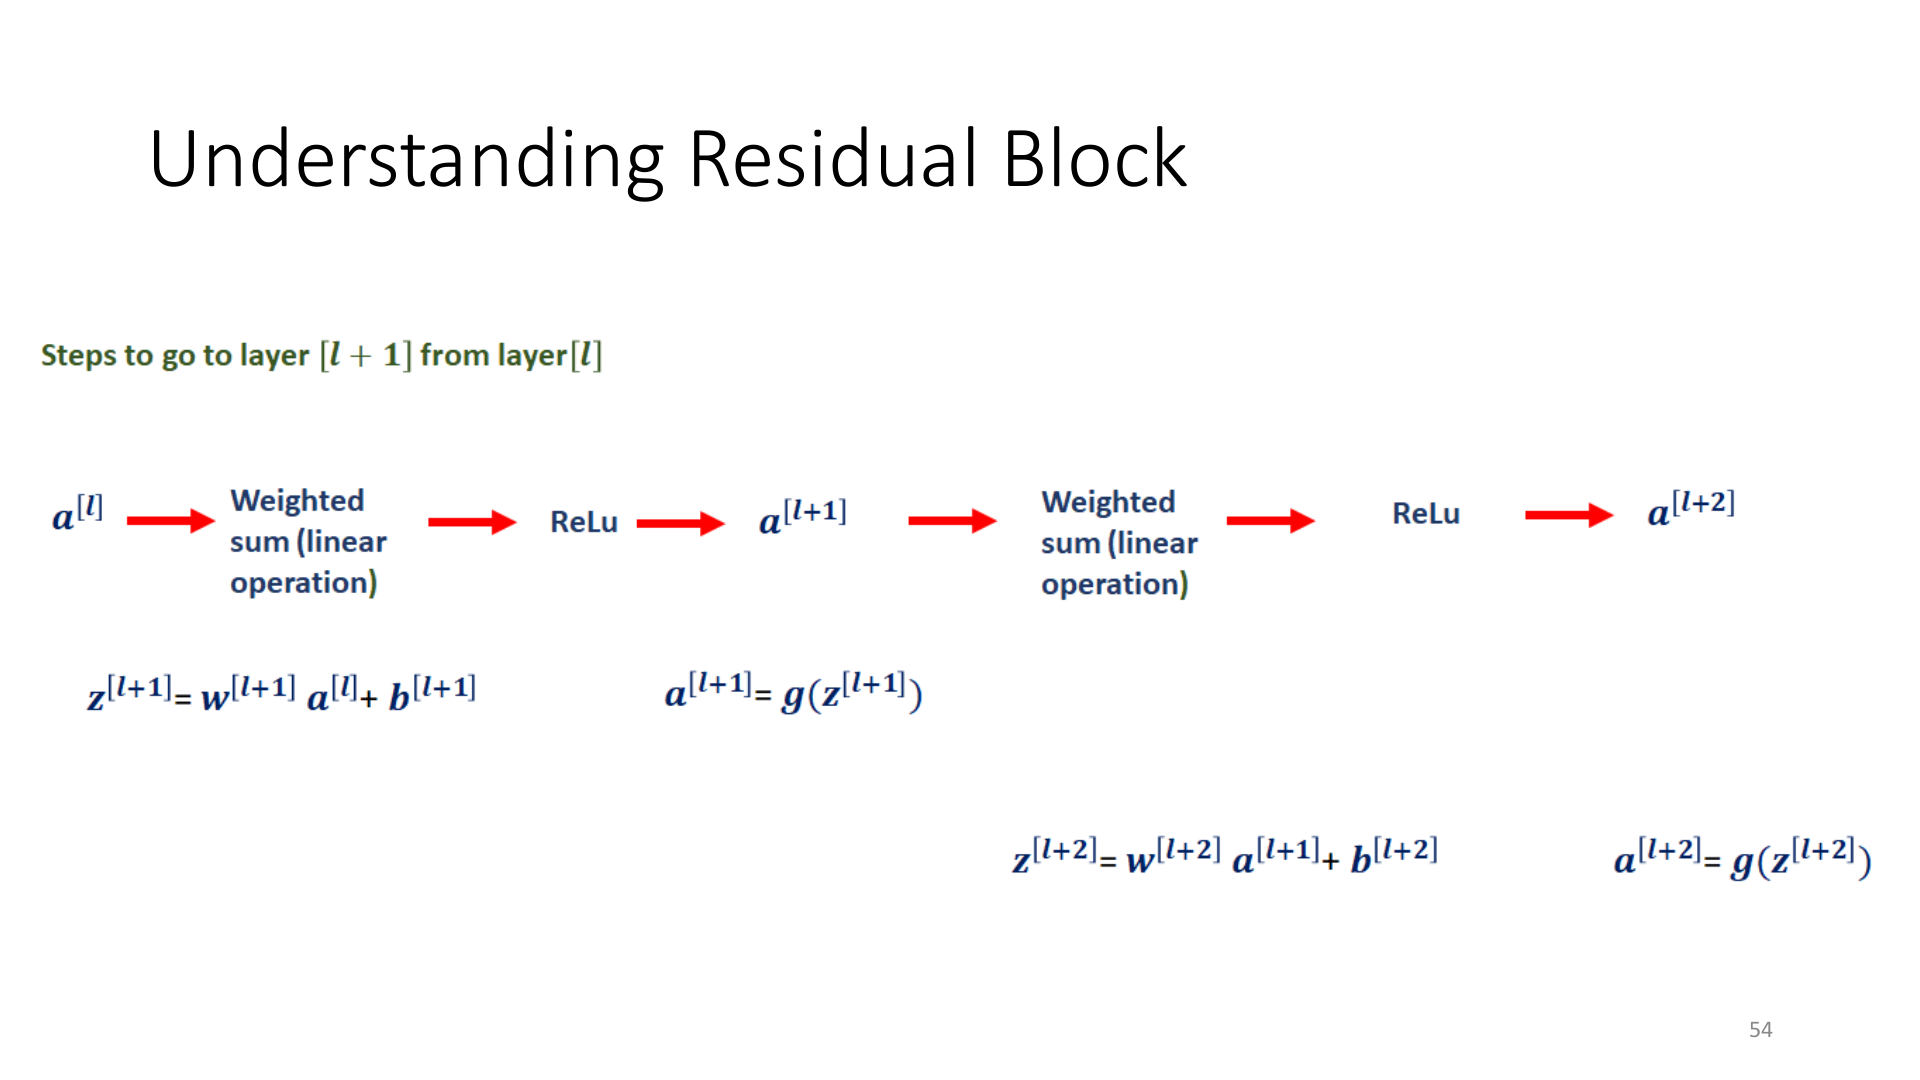 Understanding Residual Block
Steps to go to layer [l + 1] from layer[l]
a^[l] Weighted sum (linear operation) ReLu a^[l+1] Weighted sum (linear operation) ReLu a^[l+2]
z^[l+1]= w^[l+1] a^[l]+ b^[l+1] a^[l+1]= g(z^[l+1])
z^[l+2]= w^[l+2] a^[l+1]+ b^[l+2] a^[l+2]= g(z^[l+2])
54